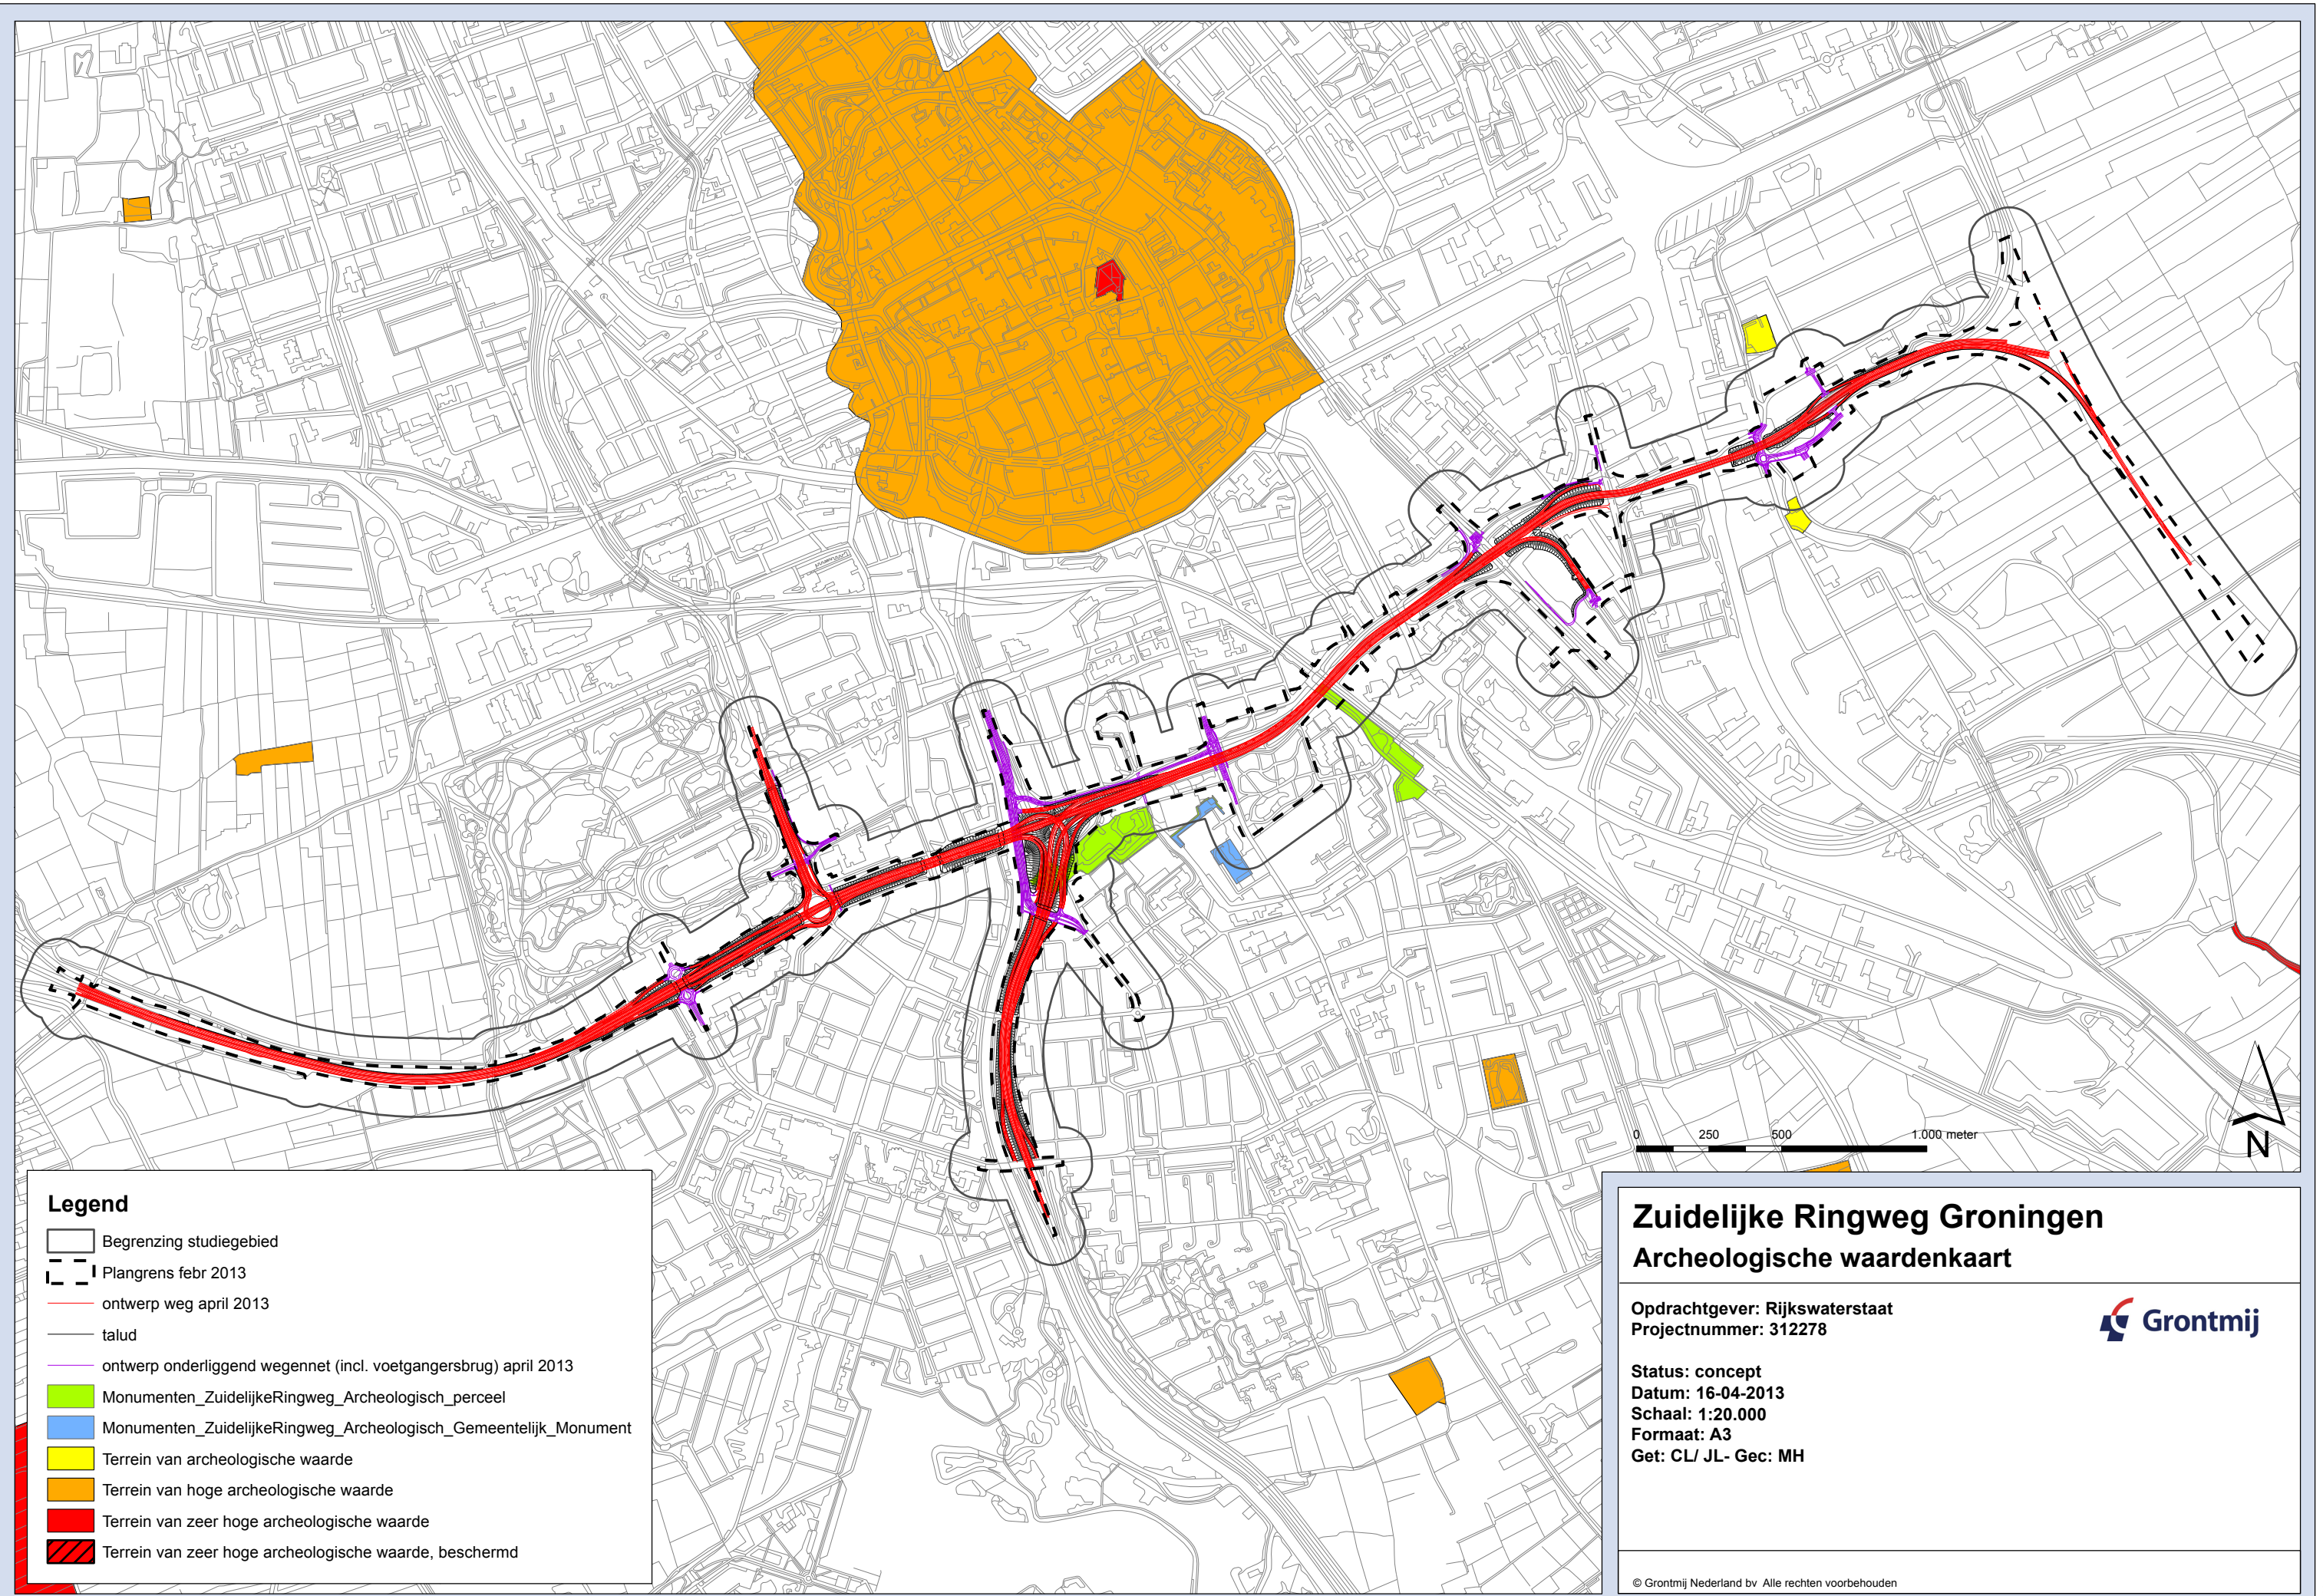 0 250 500 1.000 meter
N
Legend
Begrenzing studiegebied
Plangrens febr 2013
ontwerp weg april 2013
talud
ontwerp onderliggend wegennet (incl. voetgangersbrug) april 2013
Monumenten_ZuidelijkeRingweg_Archeologisch_perceel
Monumenten_ZuidelijkeRingweg_Archeologisch_Gemeentelijk_Monument
Terrein van archeologische waarde
Terrein van hoge archeologische waarde
Terrein van zeer hoge archeologische waarde
Terrein van zeer hoge archeologische waarde, beschermd
Zuidelijke Ringweg Groningen
Archeologische waardenkaart
Opdrachtgever: Rijkswaterstaat
Projectnummer: 312278
Grontmij
Status: concept
Datum: 16-04-2013
Schaal: 1:20.000
Formaat: A3
Get: CL/ JL- Gec: MH
© Grontmij Nederland bv Alle rechten voorbehouden